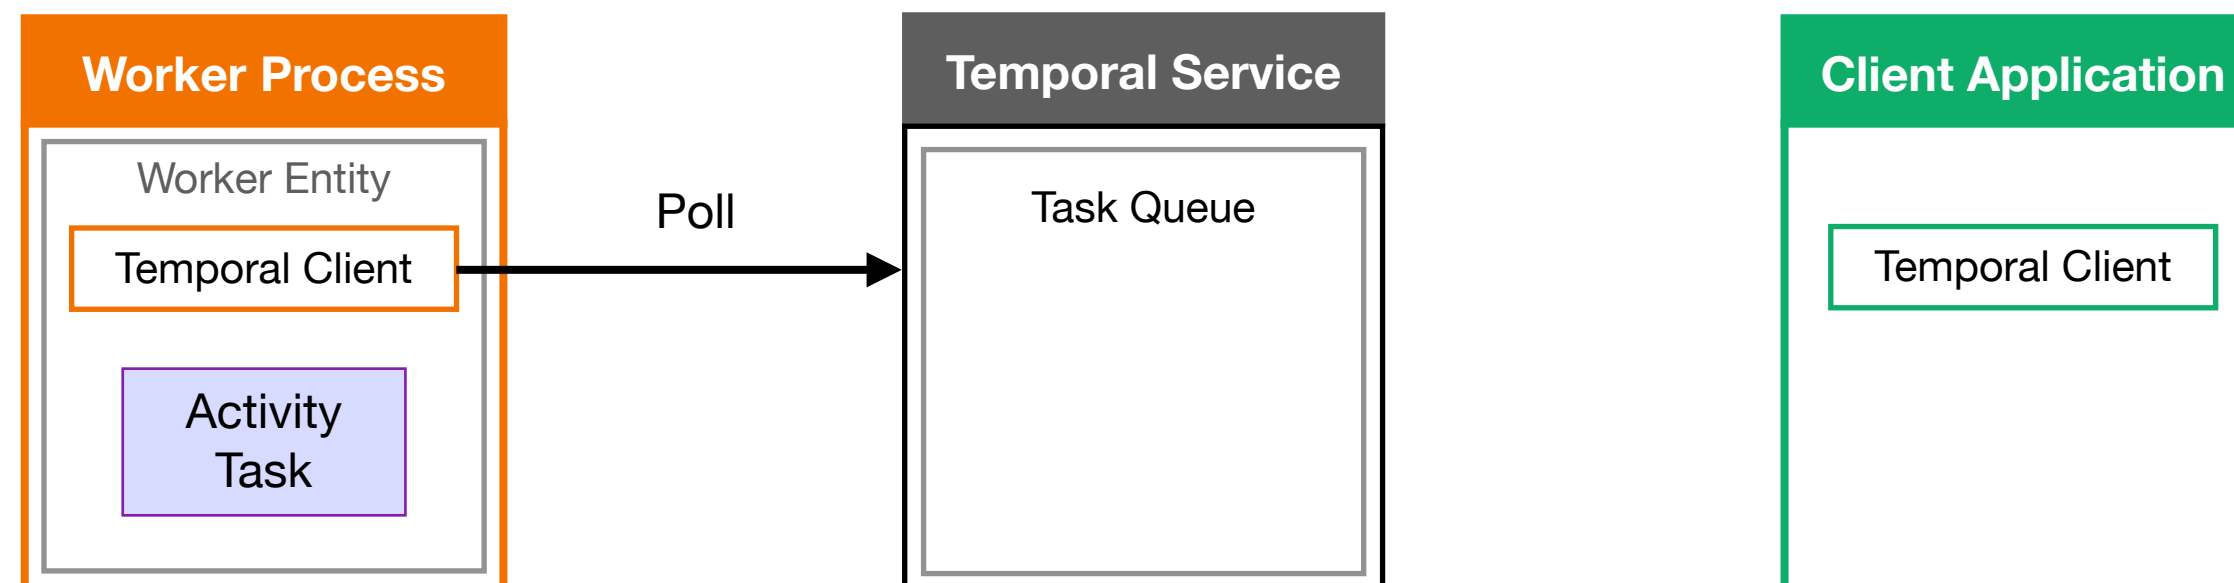 Worker Process
Temporal Service
Client Application
Worker Entity
Poll
Task Queue
Temporal Client
Temporal Client
Activity
Task